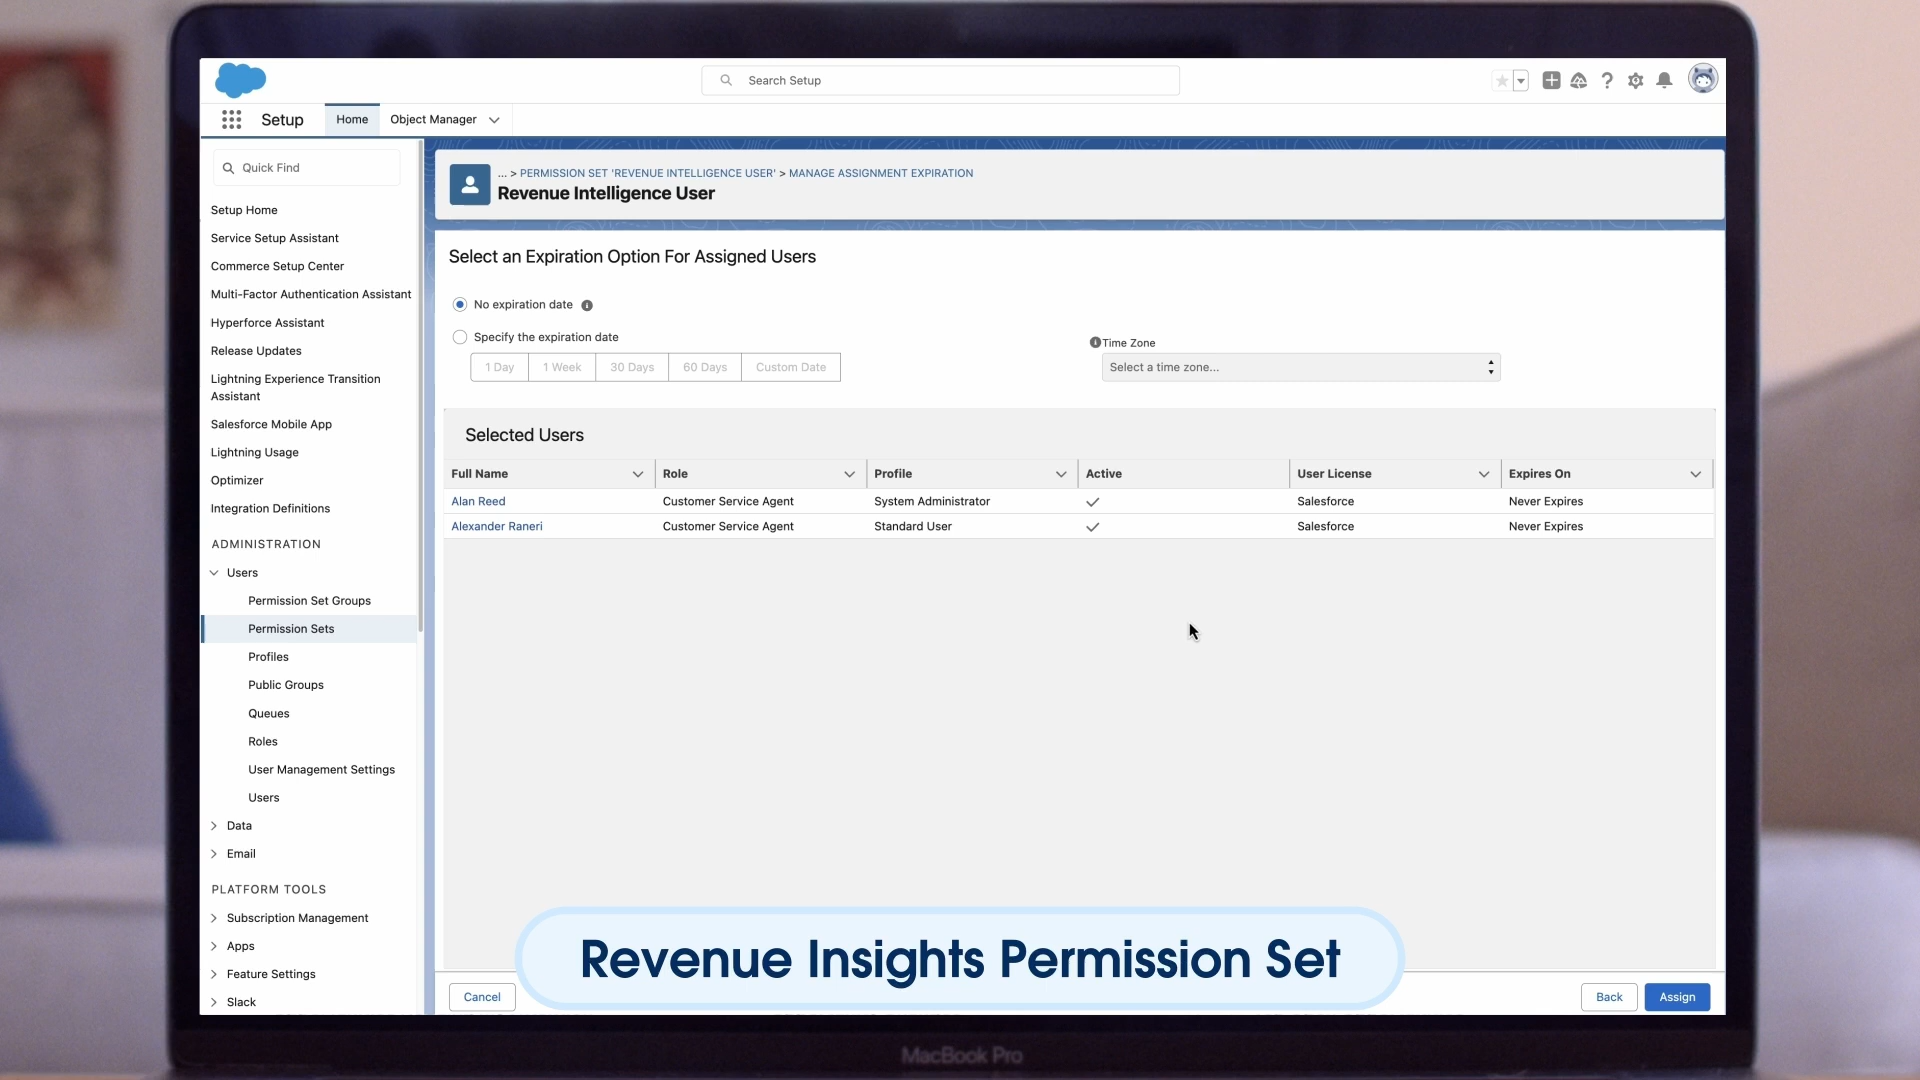 Search Setup
Setup
Home
Object Manager
Quick Find
Setup Home
Service Setup Assistant
Commerce Setup Center
Multi-Factor Authentication Assistant
Hyperforce Assistant
Release Updates
Lightning Experience Transition
Assistant
Salesforce Mobile App
Lightning Usage
Optimizer
Integration Definitions
ADMINISTRATION
Users
Permission Set Groups
Permission Sets
Profiles
Public Groups
Queues
Roles
User Management Settings
Users
Data
Email
PLATFORM TOOLS
Subscription Management
Apps
Feature Settings
Slack
... > PERMISSION SET 'REVENUE INTELLIGENCE USER' > MANAGE ASSIGNMENT EXPIRATION
Revenue Intelligence User
Select an Expiration Option For Assigned Users
No expiration date
Specify the expiration date
1 Day 1 Week 30 Days 60 Days Custom Date
Time Zone
Select a time zone...
Selected Users
Full Name Role Profile Active User License Expires On
Alan Reed Customer Service Agent System Administrator Salesforce Never Expires
Alexander Raneri Customer Service Agent Standard User Salesforce Never Expires
Revenue Insights Permission Set
Cancel
Back
Assign
MacBook Pro